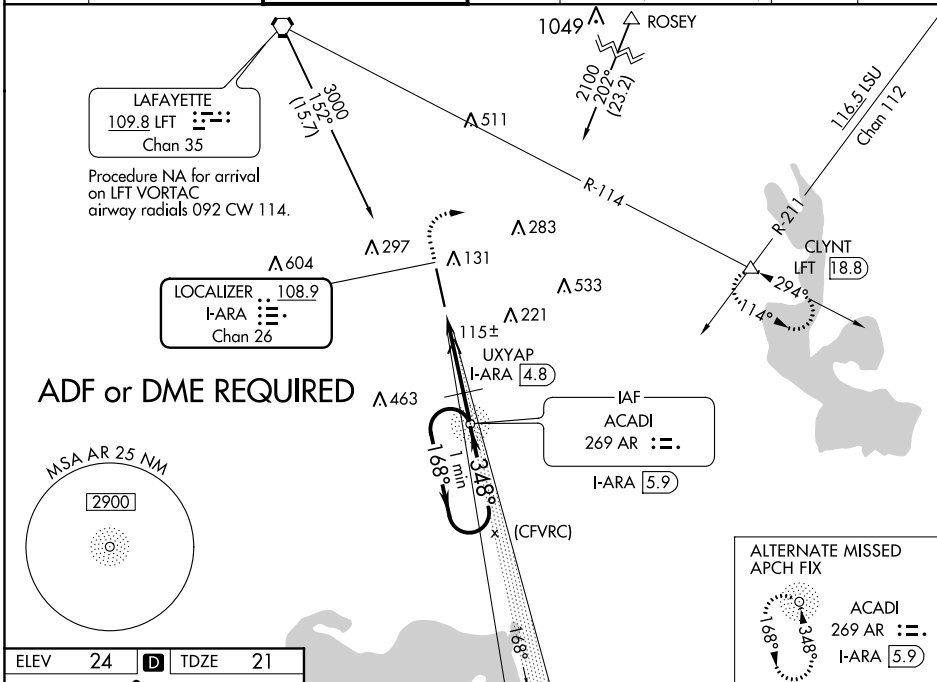 1049
ROSEY
2100
202°
(23.2)
116.5 LSU
Chan 112
LAFAYETTE
109.8 LFT
Chan 35
3000
152°
(15.7)
511
Procedure NA for arrival
on LFT VORTAC
airway radials 092 CW 114.
R-114
R-211
283
297
131
604
CLYNT
LFT 18.8
294°
114°
LOCALIZER 108.9
I-ARA
Chan 26
533
221
115±
UXYAP
I-ARA 4.8
ADF or DME REQUIRED
463
IAF
ACADI
269 AR
I-ARA 5.9
168°
1 min
348°
MSA AR 25 NM
2900
(CFVRC)
168°
ALTERNATE MISSED
APCH FIX
168°
348°
ACADI
269 AR
I-ARA 5.9
ELEV 24 D TDZE 21